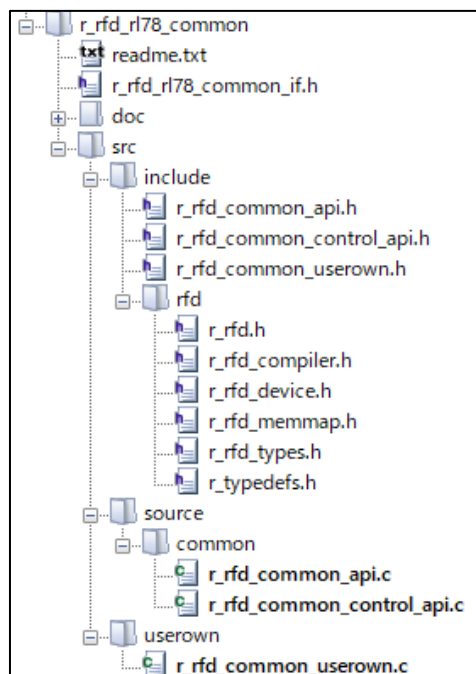 r_rfd_rl78_common
readme.txt
r_rfd_rl78_common_if.h
doc
src
include
r_rfd_common_api.h
r_rfd_common_control_api.h
r_rfd_common_userown.h
rfd
r_rfd.h
r_rfd_compiler.h
r_rfd_device.h
r_rfd_memmap.h
r_rfd_types.h
r_typedefs.h
source
common
r_rfd_common_api.c
r_rfd_common_control_api.c
userown
r_rfd_common_userown.c